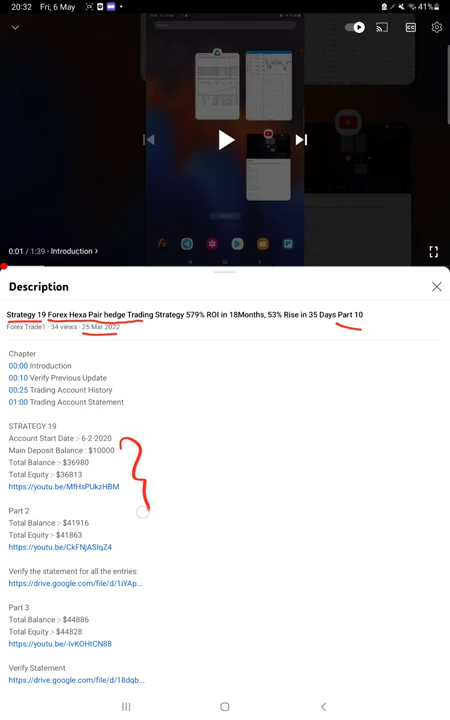 20:32 Fri, 6 May
41%
CC
0:01 / 1:39 · Introduction >
Description
Strategy 19 Forex Hexa Pair hedge Trading Strategy 579% ROI in 18Months, 53% Rise in 35 Days Part 10
Forex Trade1 · 34 views · 25 Mar 2022
Chapter
00:00 Introduction
00:10 Verify Previous Update
00:25 Trading Account History
01:00 Trading Account Statement
STRATEGY 19
Account Start Date :- 6-2-2020
Main Deposit Balance : $10000
Total Balance :- $36980
Total Equity :- $36813
https://youtu.be/MfHsPUkzHBM
Part 2
Total Balance :- $41916
Total Equity :- $41863
https://youtu.be/CkFNjASIqZ4
Verify the statement for all the entries:
https://drive.google.com/file/d/1iYAp...
Part 3
Total Balance :- $44886
Total Equity :- $44828
https://youtu.be/-IvKOHtCN88
Verify Statement
https://drive.google.com/file/d/18dqb...